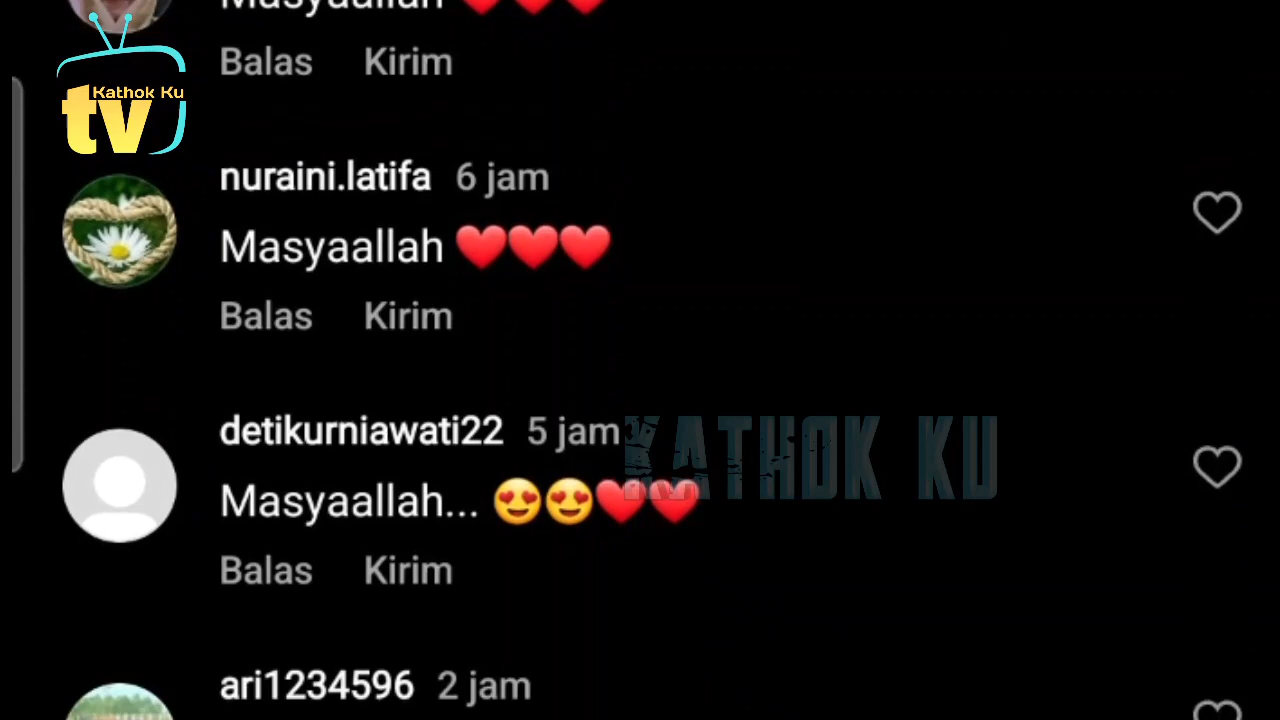 Masyaallah ❤️❤️❤️
Balas Kirim
Kathok Ku
tv
nuraini.latifa 6 jam
Masyaallah ❤️❤️❤️
Balas Kirim
detikurniawati22 5 jam
KATHOK KU
Masyaallah... 😍😍❤️❤️
Balas Kirim
ari1234596 2 jam